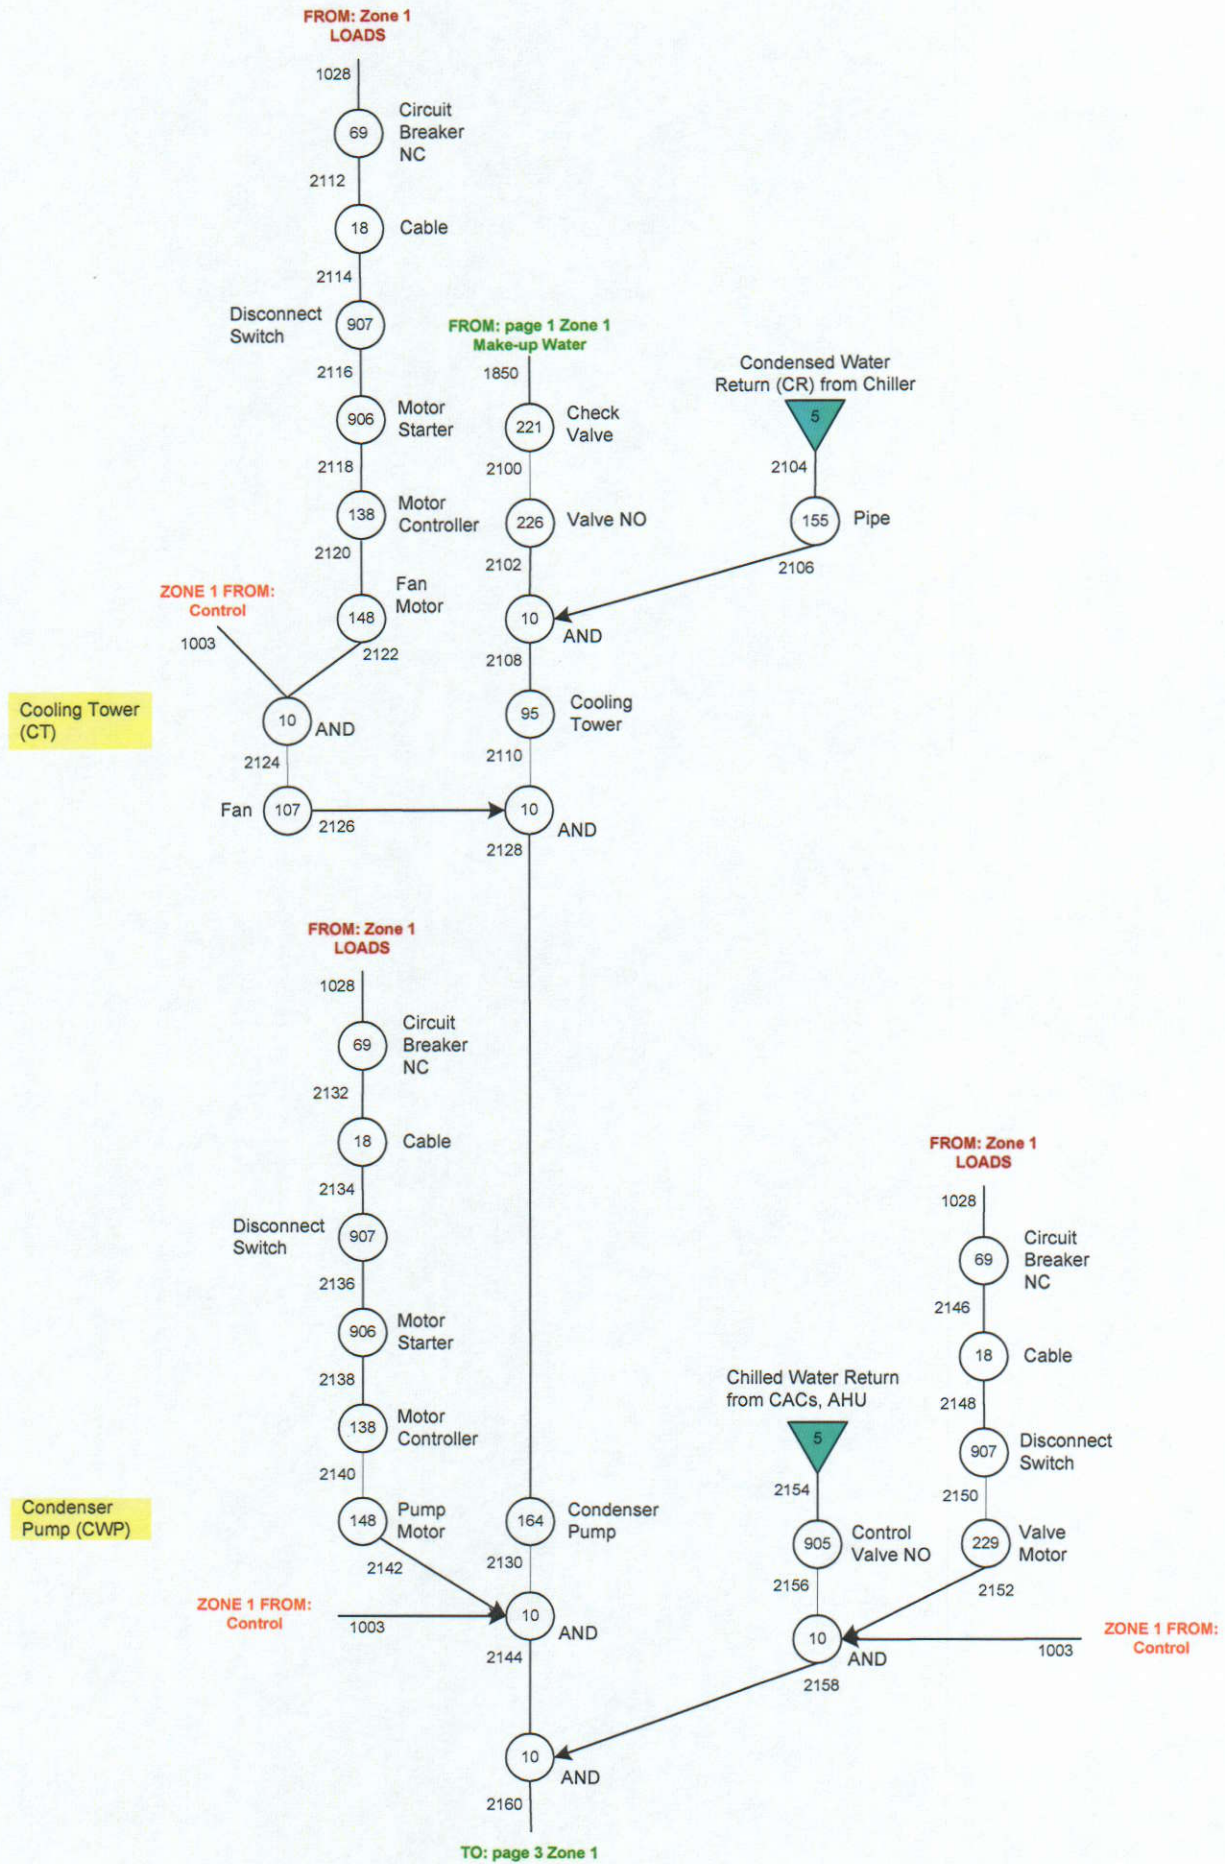 FROM: Zone 1
LOADS
1028
69
Circuit
Breaker
NC
2112
18
Cable
2114
Disconnect
Switch
907
2116
906
Motor
Starter
2118
138
Motor
Controller
2120
148
Fan
Motor
2122
ZONE 1 FROM:
Control
1003
10
AND
2124
Fan
107
2126
Cooling Tower
(CT)
FROM: page 1 Zone 1
Make-up Water
1850
221
Check
Valve
2100
226
Valve NO
2102
10
AND
2108
95
Cooling
Tower
2110
10
AND
2128
Condensed Water
Return (CR) from Chiller
5
2104
155
Pipe
2106
FROM: Zone 1
LOADS
1028
69
Circuit
Breaker
NC
2132
18
Cable
2134
Disconnect
Switch
907
2136
906
Motor
Starter
2138
138
Motor
Controller
2140
148
Pump
Motor
2142
Condenser
Pump (CWP)
ZONE 1 FROM:
Control
1003
164
Condenser
Pump
2130
10
AND
2144
FROM: Zone 1
LOADS
1028
69
Circuit
Breaker
NC
2146
18
Cable
2148
907
Disconnect
Switch
2150
229
Valve
Motor
2152
Chilled Water Return
from CACs, AHU
5
2154
905
Control
Valve NO
2156
10
AND
1003
ZONE 1 FROM:
Control
2158
10
AND
2160
TO: page 3 Zone 1